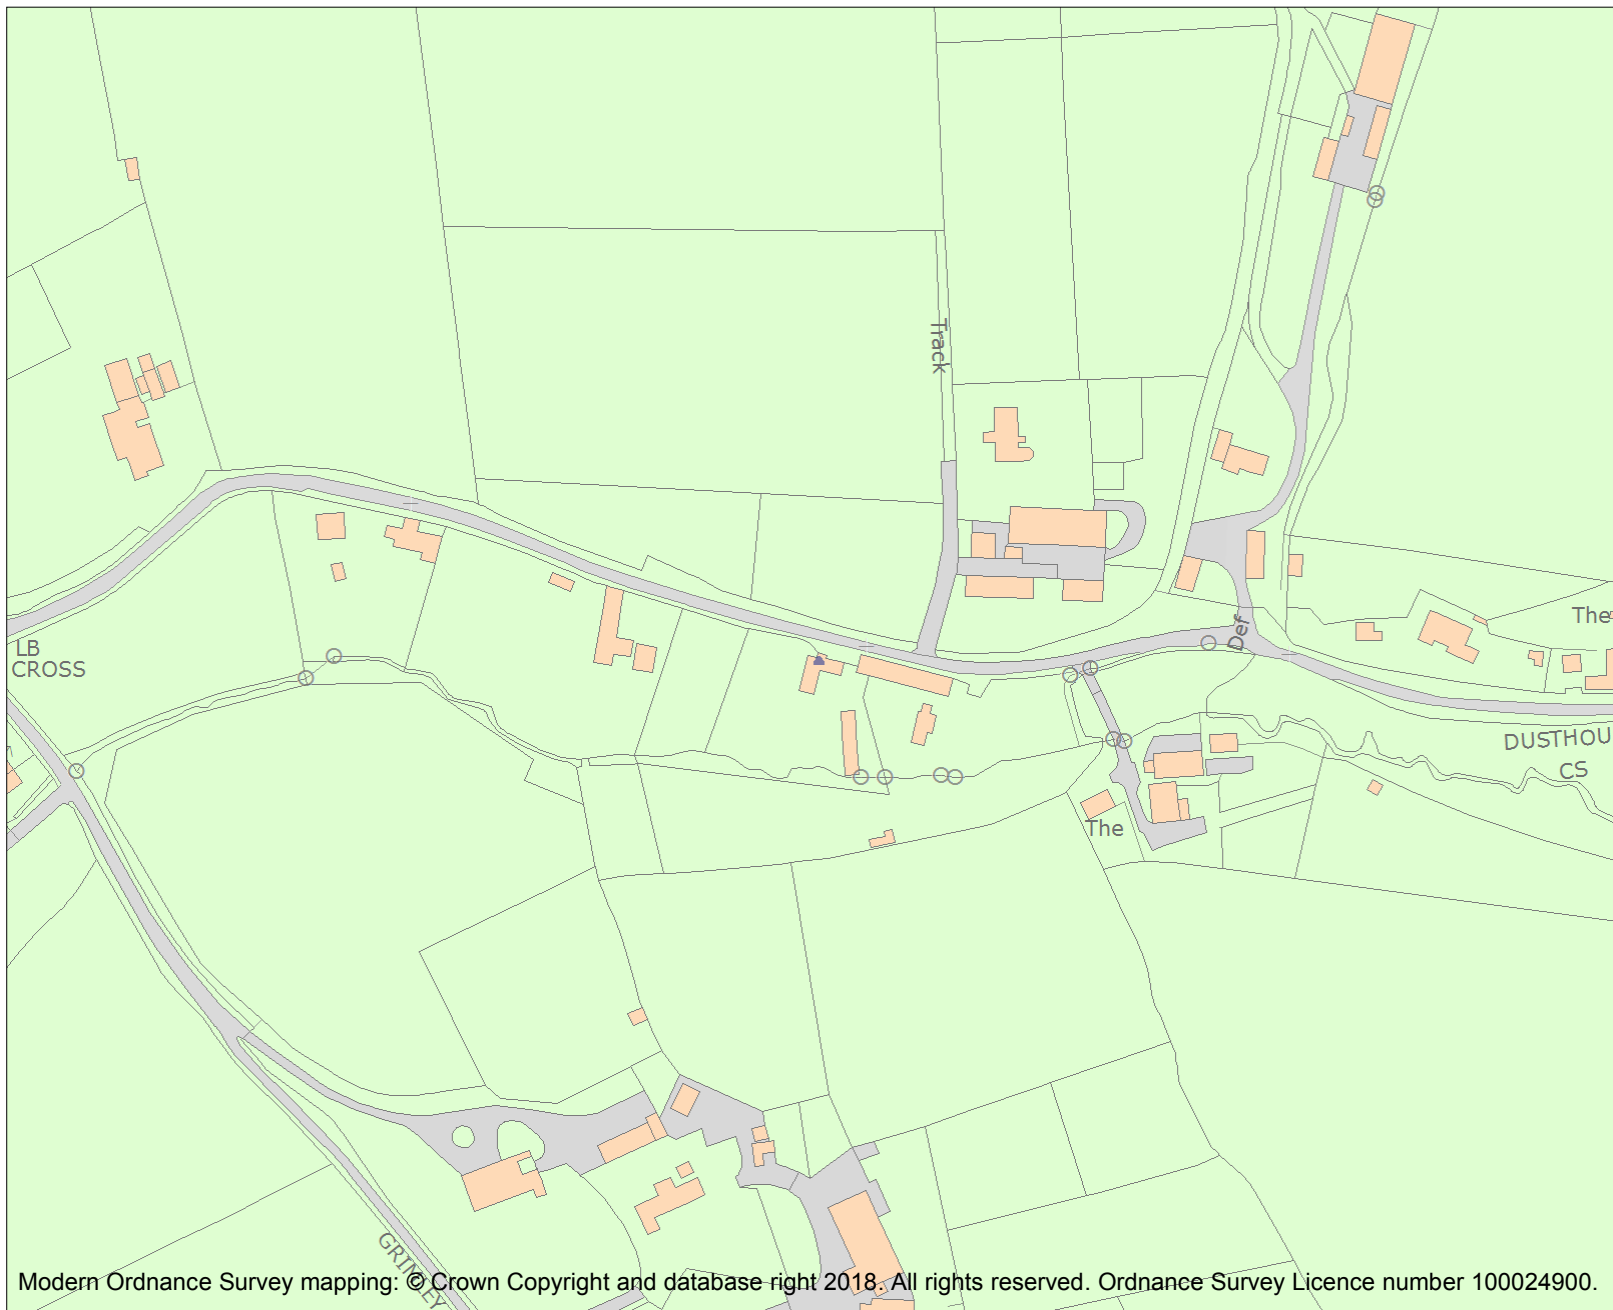 Track
Def
The
LB
CROSS
DUSTHOU
CS
The
GRIMLEY
Modern Ordnance Survey mapping: © Crown Copyright and database right 2018. All rights reserved. Ordnance Survey Licence number 100024900.